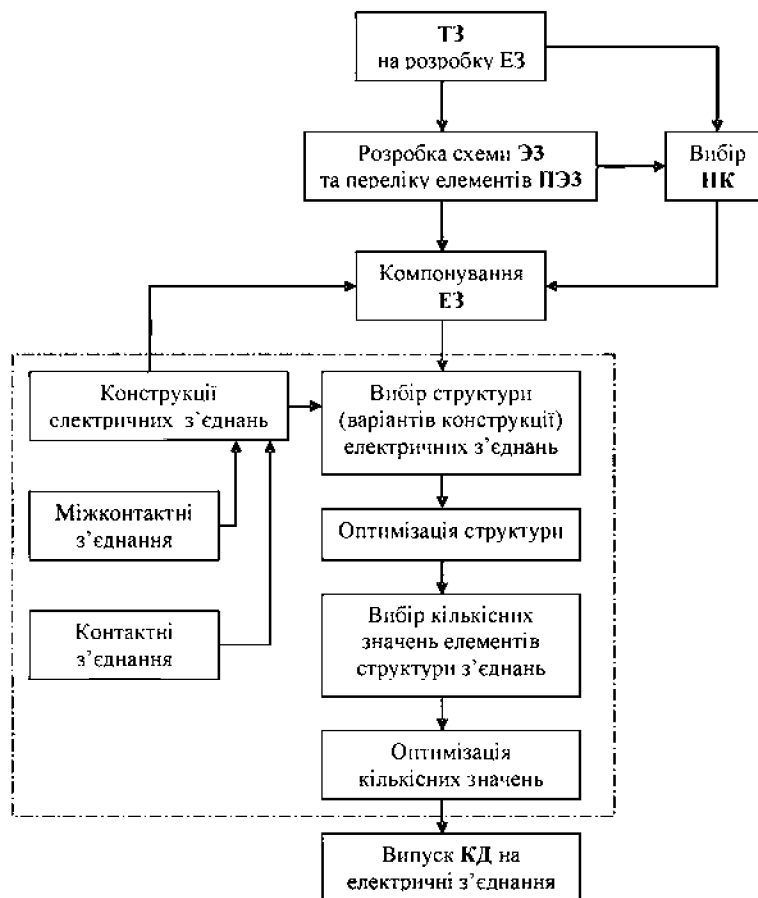 ТЗ
на розробку ЕЗ
Розробка схеми ЭЗ
та переліку елементів ПЭЗ
Вибір
НК
Компонування
ЕЗ
Конструкції
електричних з`єднань
Вибір структури
(варіантів конструкції)
електричних з’єднань
Міжконтактні
з’єднання
Оптимізація структури
Контактні
з’єднання
Вибір кількісних
значень елементів
структури з’єднань
Оптимізація
кількісних значень
Випуск КД на
електричні з’єднання